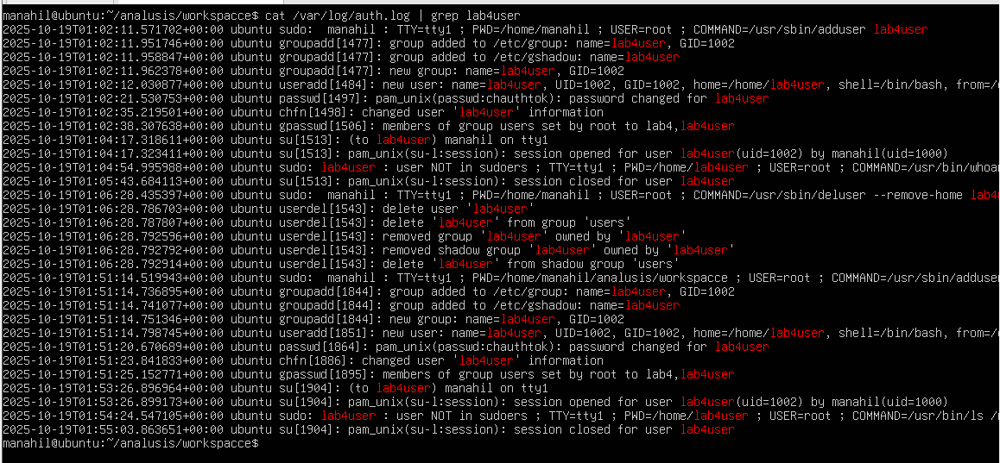 manahil@ubuntu:~/analusis/workspacce$ cat /var/log/auth.log | grep lab4user
2025-10-19T01:02:11.571702+00:00 ubuntu sudo:  manahil : TTY=tty1 ; PWD=/home/manahil ; USER=root ; COMMAND=/usr/sbin/adduser lab4user
2025-10-19T01:02:11.951746+00:00 ubuntu groupadd[1477]: group added to /etc/group: name=lab4user, GID=1002
2025-10-19T01:02:11.958847+00:00 ubuntu groupadd[1477]: group added to /etc/gshadow: name=lab4user
2025-10-19T01:02:11.962378+00:00 ubuntu groupadd[1477]: new group: name=lab4user, GID=1002
2025-10-19T01:02:12.030877+00:00 ubuntu useradd[1484]: new user: name=lab4user, UID=1002, GID=1002, home=/home/lab4user, shell=/bin/bash, from=/
2025-10-19T01:02:21.530753+00:00 ubuntu passwd[1497]: pam_unix(passwd:chauthtok): password changed for lab4user
2025-10-19T01:02:35.219501+00:00 ubuntu chfn[1498]: changed user 'lab4user' information
2025-10-19T01:02:38.307638+00:00 ubuntu gpasswd[1506]: members of group users set by root to lab4,lab4user
2025-10-19T01:04:17.318611+00:00 ubuntu su[1513]: (to lab4user) manahil on tty1
2025-10-19T01:04:17.323411+00:00 ubuntu su[1513]: pam_unix(su-l:session): session opened for user lab4user(uid=1002) by manahil(uid=1000)
2025-10-19T01:04:54.995988+00:00 ubuntu sudo: lab4user : user NOT in sudoers ; TTY=tty1 ; PWD=/home/lab4user ; USER=root ; COMMAND=/usr/bin/whoa
2025-10-19T01:05:43.684113+00:00 ubuntu su[1513]: pam_unix(su-l:session): session closed for user lab4user
2025-10-19T01:06:28.435397+00:00 ubuntu sudo:  manahil : TTY=tty1 ; PWD=/home/manahil ; USER=root ; COMMAND=/usr/sbin/deluser --remove-home lab4
2025-10-19T01:06:28.786703+00:00 ubuntu userdel[1543]: delete user 'lab4user'
2025-10-19T01:06:28.787807+00:00 ubuntu userdel[1543]: delete 'lab4user' from group 'users'
2025-10-19T01:06:28.792596+00:00 ubuntu userdel[1543]: removed group 'lab4user' owned by 'lab4user'
2025-10-19T01:06:28.792792+00:00 ubuntu userdel[1543]: removed shadow group 'lab4user' owned by 'lab4user'
2025-10-19T01:06:28.792914+00:00 ubuntu userdel[1543]: delete 'lab4user' from shadow group 'users'
2025-10-19T01:51:14.519943+00:00 ubuntu sudo:  manahil : TTY=tty1 ; PWD=/home/manahil/analusis/workspacce ; USER=root ; COMMAND=/usr/sbin/adduse
2025-10-19T01:51:14.736895+00:00 ubuntu groupadd[1844]: group added to /etc/group: name=lab4user, GID=1002
2025-10-19T01:51:14.741077+00:00 ubuntu groupadd[1844]: group added to /etc/gshadow: name=lab4user
2025-10-19T01:51:14.751346+00:00 ubuntu groupadd[1844]: new group: name=lab4user, GID=1002
2025-10-19T01:51:14.798745+00:00 ubuntu useradd[1851]: new user: name=lab4user, UID=1002, GID=1002, home=/home/lab4user, shell=/bin/bash, from=/
2025-10-19T01:51:20.670689+00:00 ubuntu passwd[1864]: pam_unix(passwd:chauthtok): password changed for lab4user
2025-10-19T01:51:23.841833+00:00 ubuntu chfn[1886]: changed user 'lab4user' information
2025-10-19T01:51:25.152771+00:00 ubuntu gpasswd[1895]: members of group users set by root to lab4,lab4user
2025-10-19T01:53:26.896964+00:00 ubuntu su[1904]: (to lab4user) manahil on tty1
2025-10-19T01:53:26.899173+00:00 ubuntu su[1904]: pam_unix(su-l:session): session opened for user lab4user(uid=1002) by manahil(uid=1000)
2025-10-19T01:54:24.547105+00:00 ubuntu sudo: lab4user : user NOT in sudoers ; TTY=tty1 ; PWD=/home/lab4user ; USER=root ; COMMAND=/usr/bin/ls /
2025-10-19T01:55:03.863651+00:00 ubuntu su[1904]: pam_unix(su-l:session): session closed for user lab4user
manahil@ubuntu:~/analusis/workspacce$